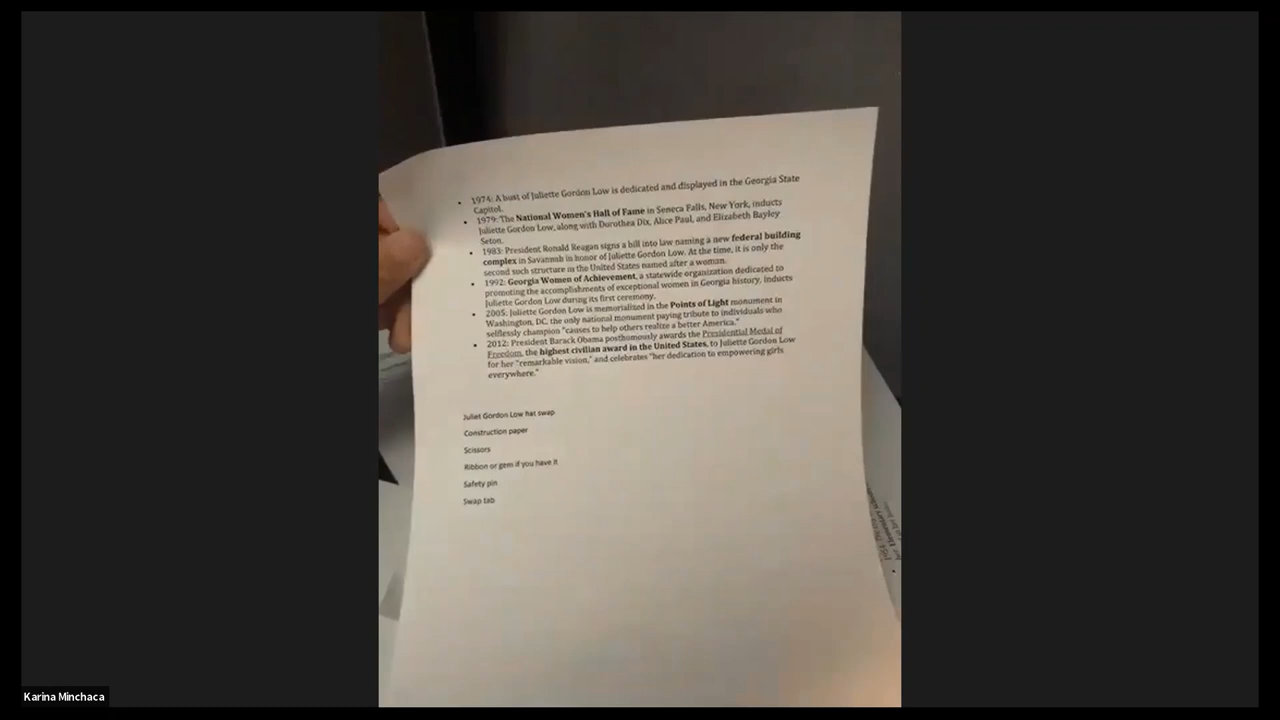 • 1974: A bust of Juliette Gordon Low is dedicated and displayed in the Georgia State
Capitol.
• 1979: The National Women's Hall of Fame in Seneca Falls, New York, inducts
Juliette Gordon Low, along with Dorothea Dix, Alice Paul, and Elizabeth Bayley
Seton.
• 1983: President Ronald Reagan signs a bill into law naming a new federal building
complex in Savannah in honor of Juliette Gordon Low. At the time, it is only the
second such structure in the United States named after a woman.
• 1992: Georgia Women of Achievement, a statewide organization dedicated to
promoting the accomplishments of exceptional women in Georgia history, inducts
Juliette Gordon Low during its first ceremony.
• 2005: Juliette Gordon Low is memorialized in the Points of Light monument in
Washington, DC, the only national monument paying tribute to individuals who
selflessly champion "causes to help others realize a better America."
• 2012: President Barack Obama posthomously awards the Presidential Medal of
Freedom, the highest civilian award in the United States, to Juliette Gordon Low
for her "remarkable vision," and celebrates "her dedication to empowering girls
everywhere."
Juliet Gordon Low hat swap
Construction paper
Scissors
Ribbon or gem if you have it
Safety pin
Swap tab
Karina Minchaca